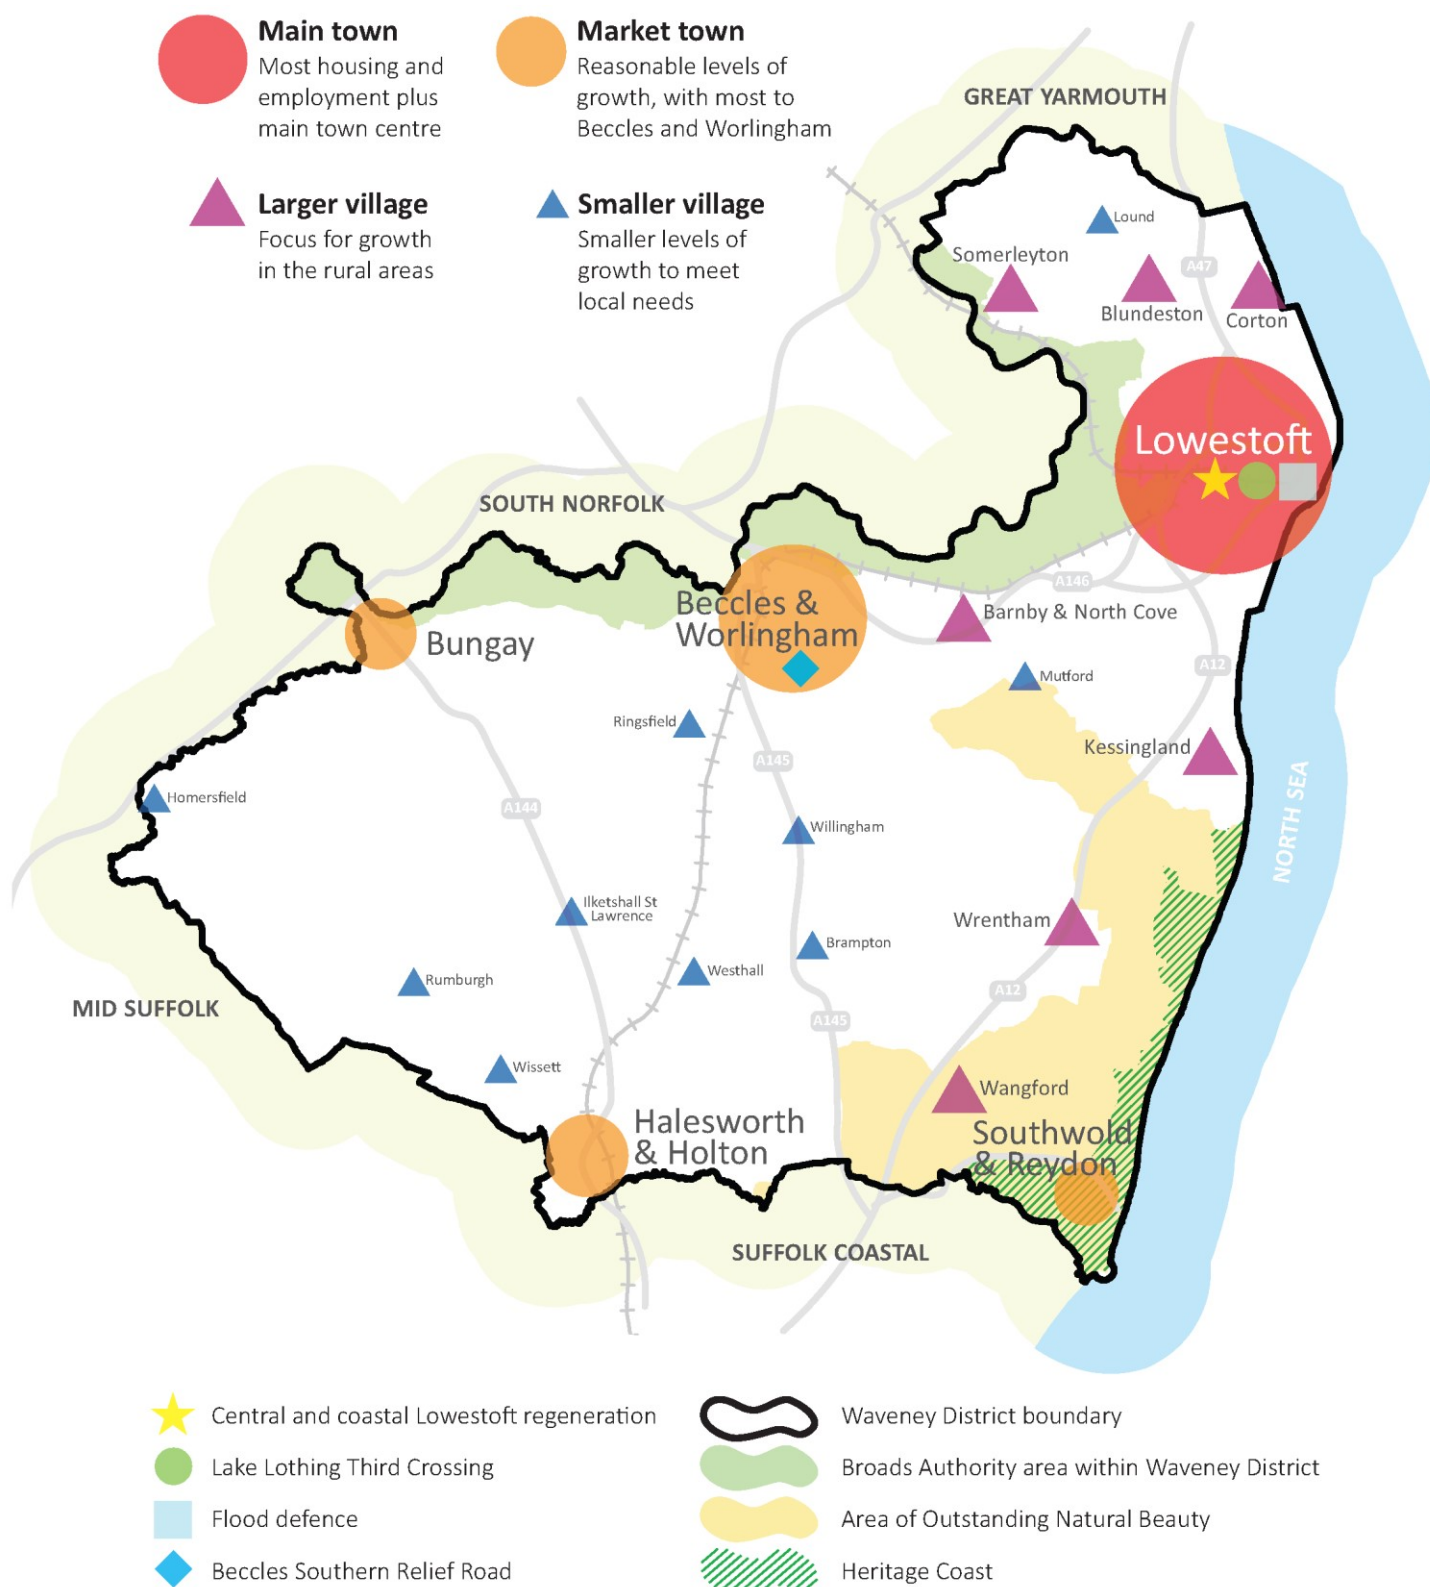 Main town
Most housing and
employment plus
main town centre
Market town
Reasonable levels of
growth, with most to
Beccles and Worlingham
Larger village
Focus for growth
in the rural areas
Smaller village
Smaller levels of
growth to meet
local needs
GREAT YARMOUTH
Lound
Somerleyton
A47
Blundeston
Corton
Lowestoft
SOUTH NORFOLK
A146
Beccles &
Worlingham
Barnby & North Cove
Bungay
A12
Mutford
Ringsfield
Kessingland
A145
NORTH SEA
Homersfield
A144
Willingham
Ilketshall St
Lawrence
Wrentham
Brampton
Westhall
Rumburgh
A12
MID SUFFOLK
A145
Wissett
Wangford
Halesworth
& Holton
Southwold
& Reydon
SUFFOLK COASTAL
Central and coastal Lowestoft regeneration
Waveney District boundary
Lake Lothing Third Crossing
Broads Authority area within Waveney District
Flood defence
Area of Outstanding Natural Beauty
Beccles Southern Relief Road
Heritage Coast